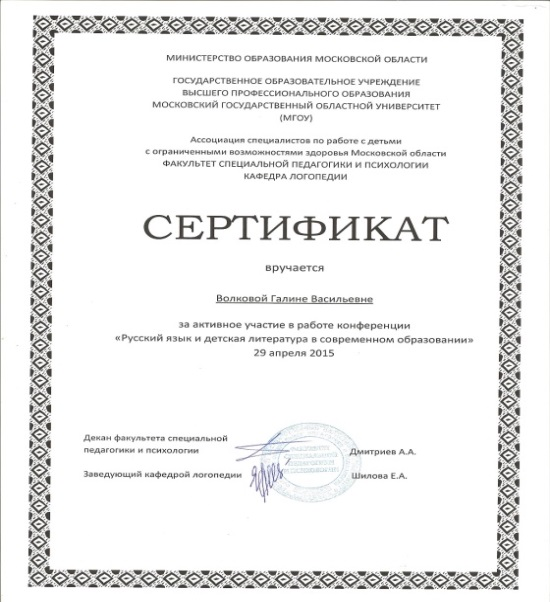 МИНИСТЕРСТВО ОБРАЗОВАНИЯ МОСКОВСКОЙ ОБЛАСТИ
ГОСУДАРСТВЕННОЕ ОБРАЗОВАТЕЛЬНОЕ УЧРЕЖДЕНИЕ
ВЫСШЕГО ПРОФЕССИОНАЛЬНОГО ОБРАЗОВАНИЯ
МОСКОВСКИЙ ГОСУДАРСТВЕННЫЙ ОБЛАСТНОЙ УНИВЕРСИТЕТ
(МГОУ)
Ассоциация специалистов по работе с детьми
с ограниченными возможностями здоровья Московской области
ФАКУЛЬТЕТ СПЕЦИАЛЬНОЙ ПЕДАГОГИКИ И ПСИХОЛОГИИ
КАФЕДРА ЛОГОПЕДИИ
СЕРТИФИКАТ
вручается
Волковой Галине Васильевне
за активное участие в работе конференции
«Русский язык и детская литература в современном образовании»
29 апреля 2015
Декан факультета специальной
педагогики и психологии Дмитриев А.А.
Заведующий кафедрой логопедии Шилова Е.А.